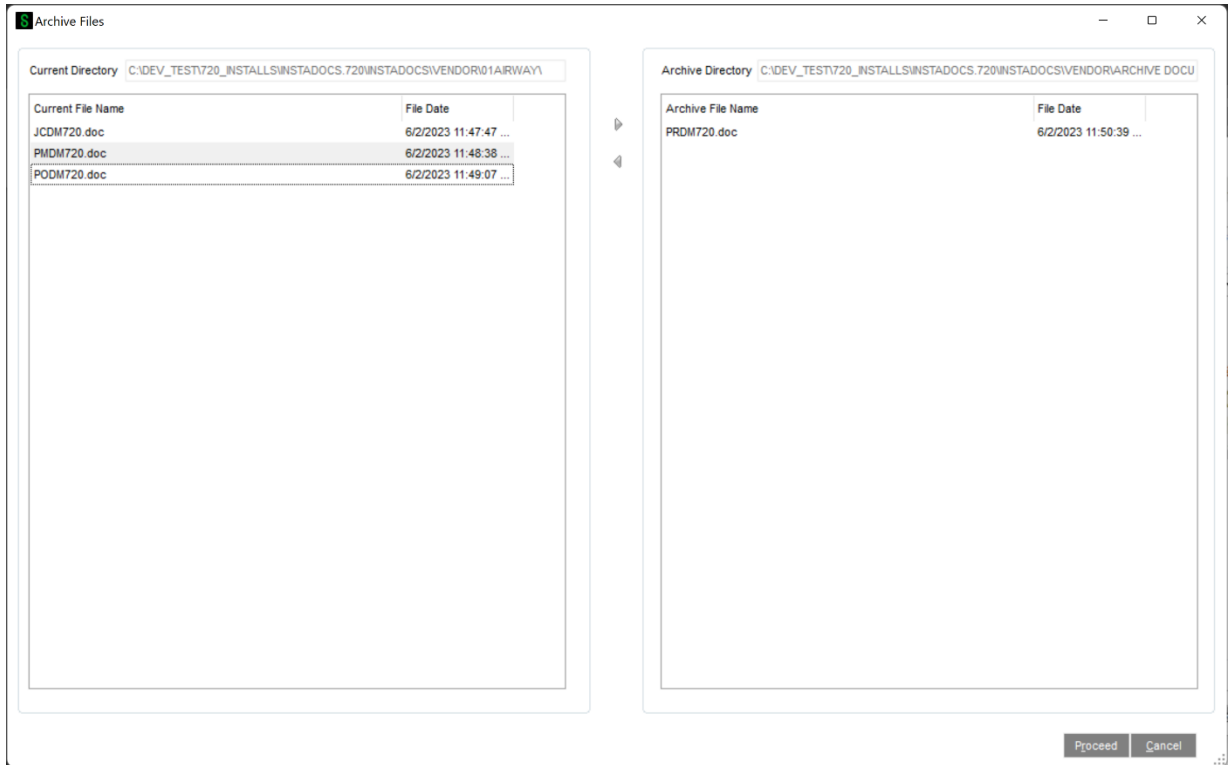 S Archive Files
Current Directory C:\DEV_TEST\720_INSTALLS\INSTADOCS.720\INSTADOCS\VENDOR\01AIRWAY\
Current File Name File Date
JCDM720.doc 6/2/2023 11:47:47 ...
PMDM720.doc 6/2/2023 11:48:38 ...
PODM720.doc 6/2/2023 11:49:07 ...
Archive Directory C:\DEV_TEST\720_INSTALLS\INSTADOCS.720\INSTADOCS\VENDOR\ARCHIVE DOCU
Archive File Name File Date
PRDM720.doc 6/2/2023 11:50:39 ...
Proceed Cancel